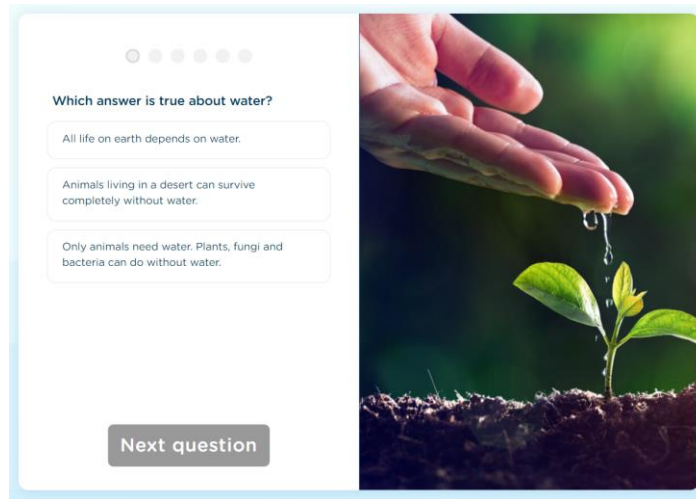 Which answer is true about water?
All life on earth depends on water.
Animals living in a desert can survive
completely without water.
Only animals need water. Plants, fungi and
bacteria can do without water.
Next question